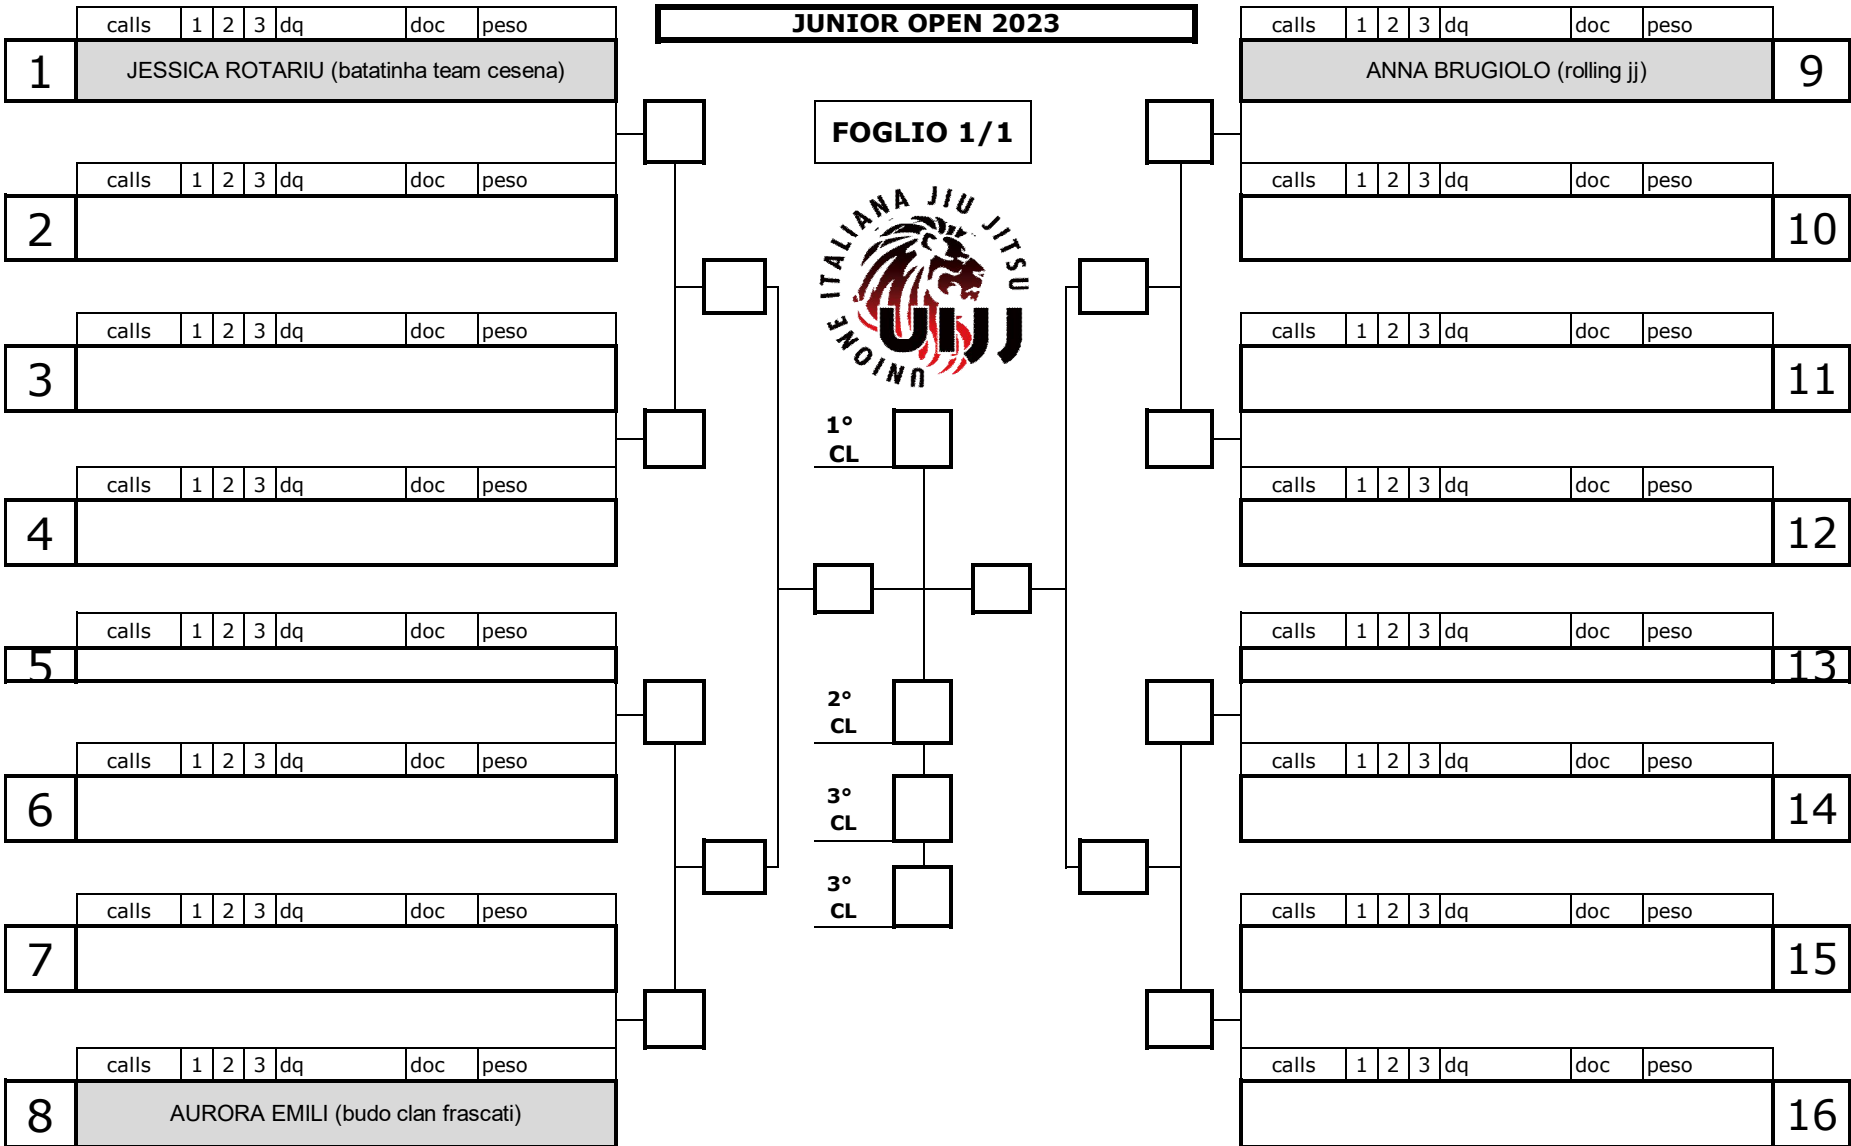 JUNIOR OPEN 2023
calls 1 2 3 dq doc peso
1 JESSICA ROTARIU (batatinha team cesena)
calls 1 2 3 dq doc peso
2
calls 1 2 3 dq doc peso
3
calls 1 2 3 dq doc peso
4
calls 1 2 3 dq doc peso
5
calls 1 2 3 dq doc peso
6
calls 1 2 3 dq doc peso
7
calls 1 2 3 dq doc peso
8 AURORA EMILI (budo clan frascati)
FOGLIO 1/1
UNIONE ITALIANA JIU JITSU
UIJJ
1°
CL
2°
CL
3°
CL
3°
CL
calls 1 2 3 dq doc peso
ANNA BRUGIOLO (rolling jj) 9
calls 1 2 3 dq doc peso
10
calls 1 2 3 dq doc peso
11
calls 1 2 3 dq doc peso
12
calls 1 2 3 dq doc peso
13
calls 1 2 3 dq doc peso
14
calls 1 2 3 dq doc peso
15
calls 1 2 3 dq doc peso
16